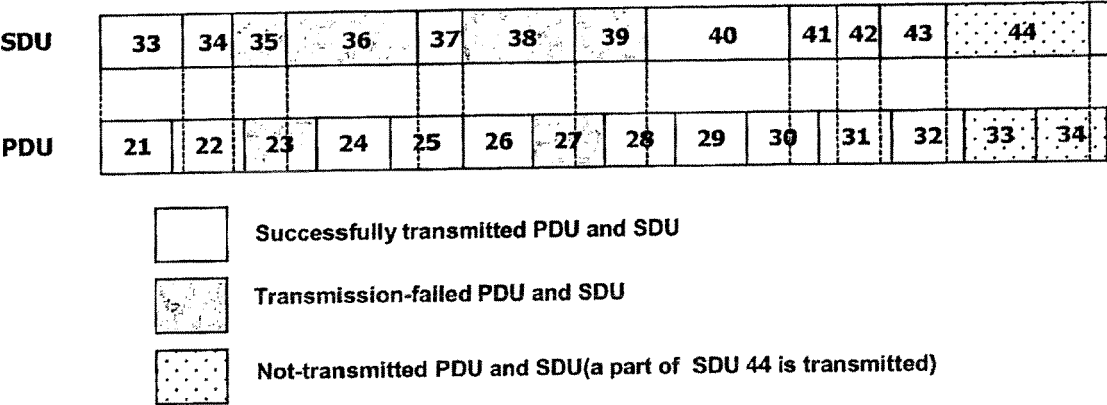 SDU 33 34 35 36 37 38 39 40 41 42 43 44
PDU 21 22 23 24 25 26 27 28 29 30 31 32 33 34
Successfully transmitted PDU and SDU
Transmission-failed PDU and SDU
Not-transmitted PDU and SDU(a part of SDU 44 is transmitted)